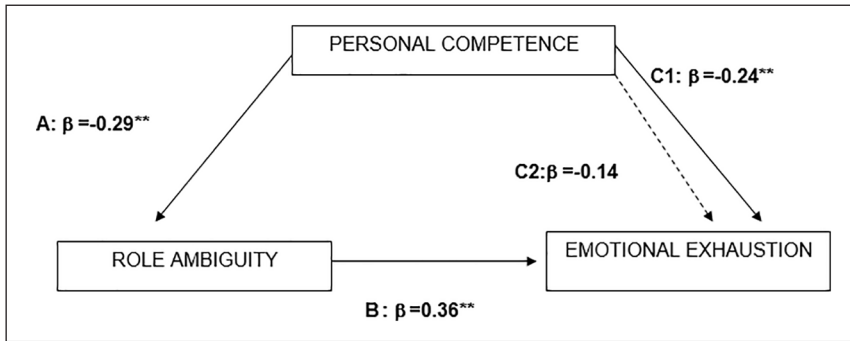 PERSONAL COMPETENCE
C1: β =-0.24**
A: β =-0.29**
C2:β =-0.14
ROLE AMBIGUITY
EMOTIONAL EXHAUSTION
B: β=0.36**